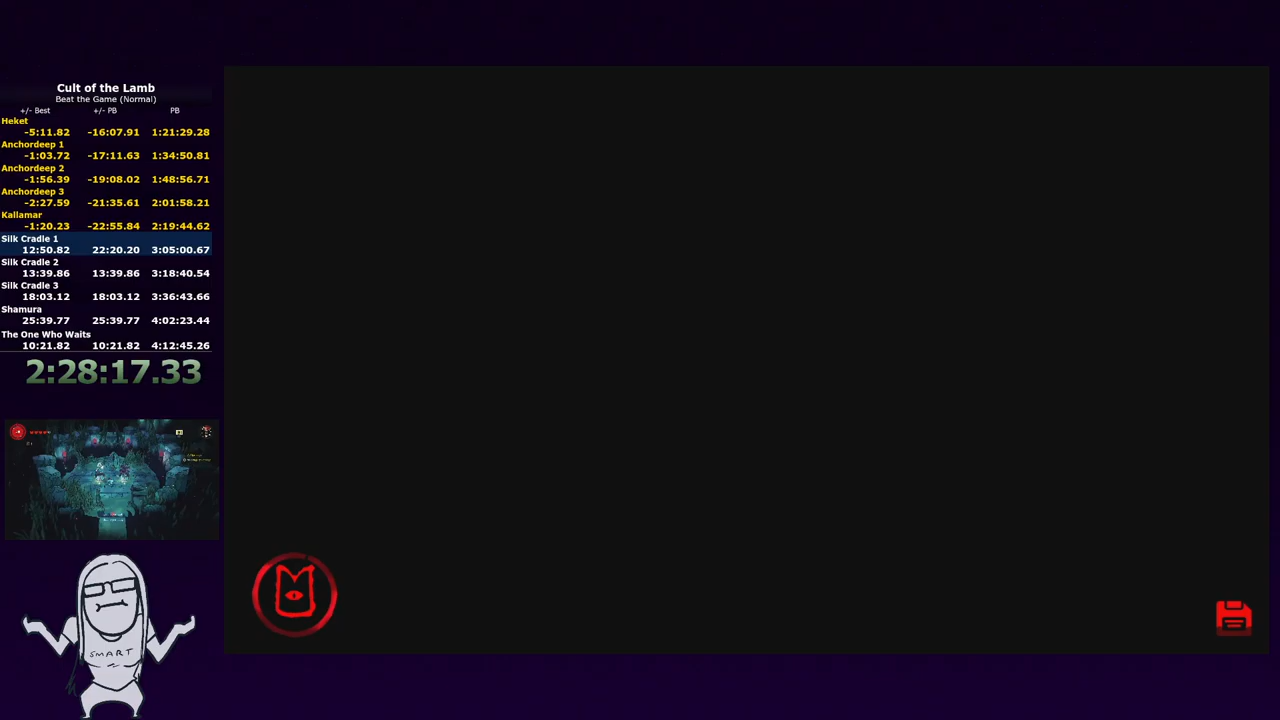 Cult of the Lamb
Beat the Game (Normal)
+/- Best +/- PB PB
Heket
-5:11.82 -16:07.91 1:21:29.28
Anchordeep 1
-1:03.72 -17:11.63 1:34:50.81
Anchordeep 2
-1:56.39 -19:08.02 1:48:56.71
Anchordeep 3
-2:27.59 -21:35.61 2:01:58.21
Kallamar
-1:20.23 -22:55.84 2:19:44.62
Silk Cradle 1
12:50.82 22:20.20 3:05:00.67
Silk Cradle 2
13:39.86 13:39.86 3:18:40.54
Silk Cradle 3
18:03.12 18:03.12 3:36:43.66
Shamura
25:39.77 25:39.77 4:02:23.44
The One Who Waits
10:21.82 10:21.82 4:12:45.26
2:28:17.33
SMART